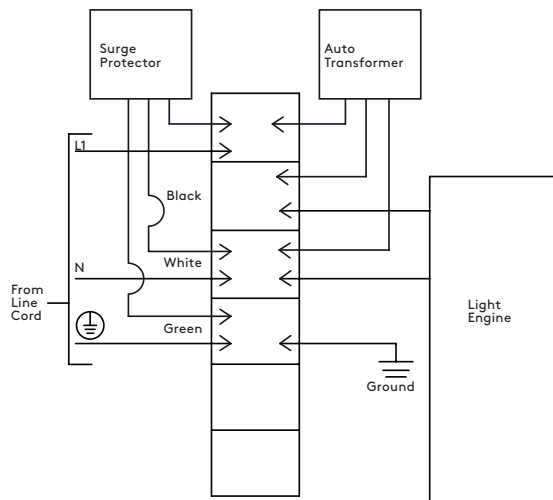 Surge
Protector
Auto
Transformer
L1
Black
White
N
From
Line
Cord
Green
Light
Engine
Ground